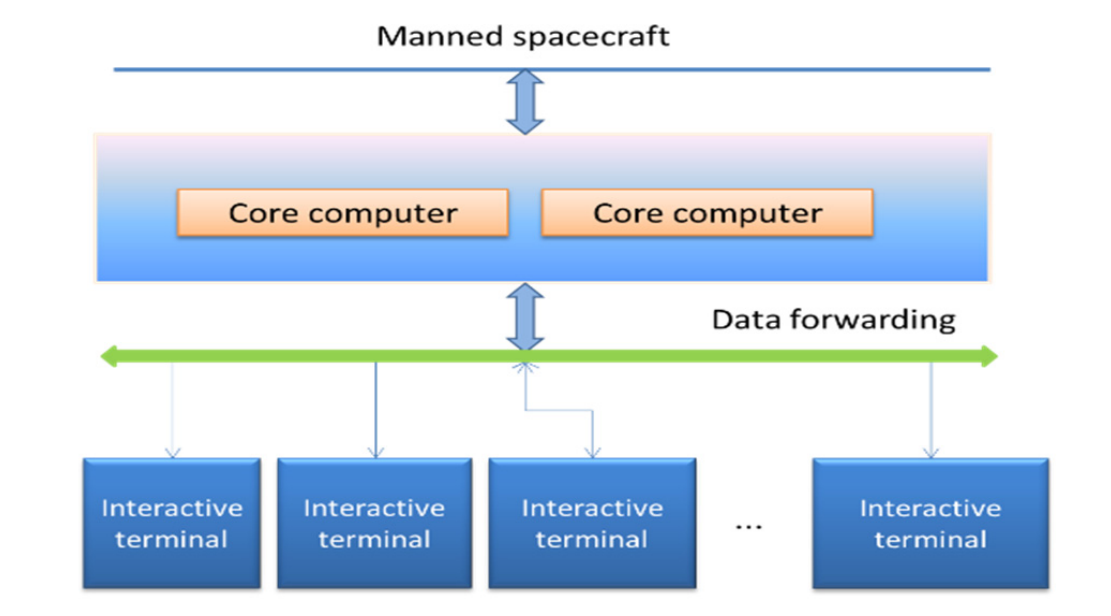 Manned spacecraft
Core computer Core computer
Data forwarding
Interactive terminal
Interactive terminal
Interactive terminal
...
Interactive terminal